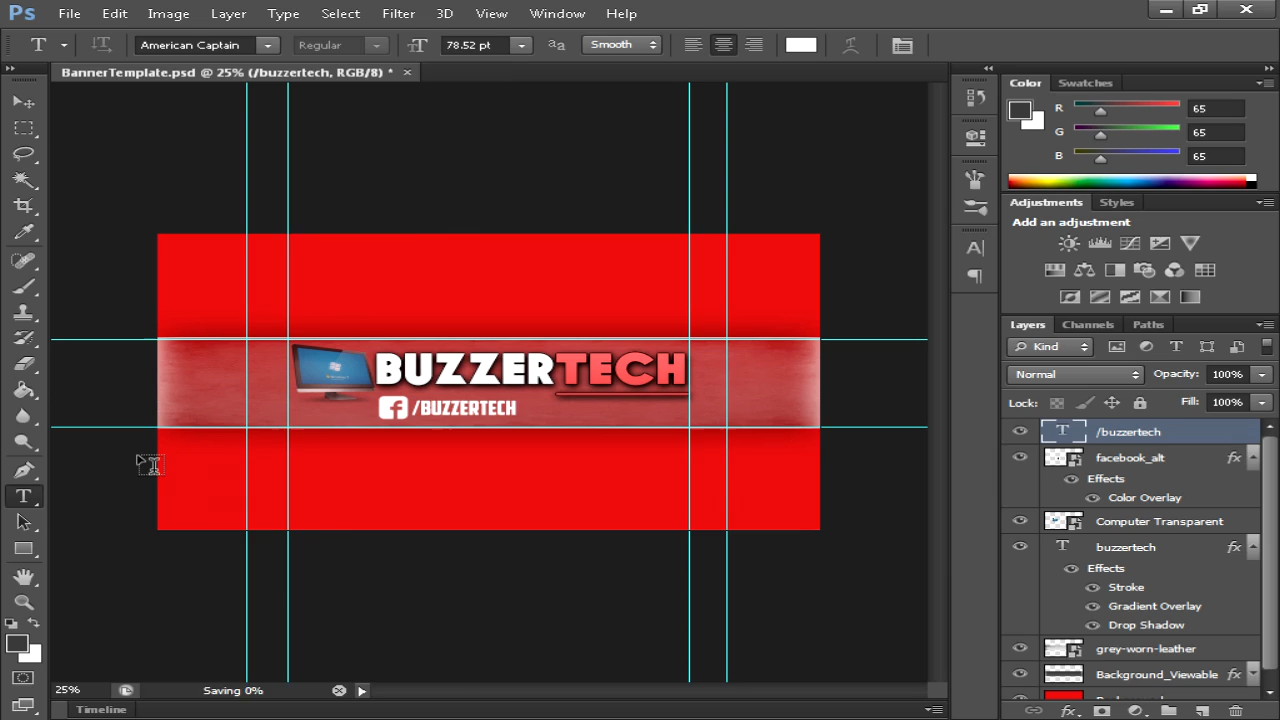 Ps File Edit Image Layer Type Select Filter 3D View Window Help
T American Captain Regular 78.52 pt aa Smooth
BannerTemplate.psd @ 25% (/buzzertech, RGB/8) * ×
Color Swatches
R 65
G 65
B 65
Adjustments Styles
Add an adjustment
Layers Channels Paths
Kind
Normal Opacity: 100%
Lock: Fill: 100%
/buzzertech
facebook_alt fx
Effects
Color Overlay
Computer Transparent
buzzertech fx
Effects
Stroke
Gradient Overlay
Drop Shadow
grey-worn-leather
Background_Viewable fx
BUZZERTECH
f /BUZZERTECH
25% Saving 0%
Timeline